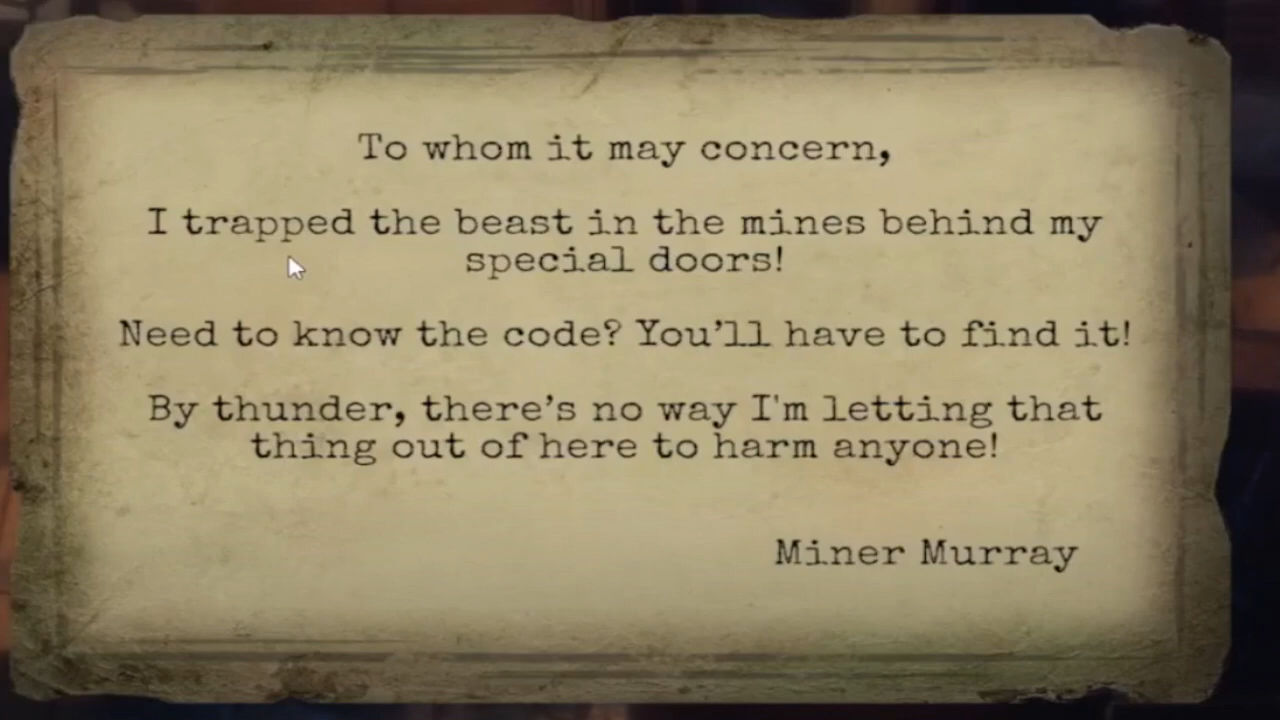 To whom it may concern,
I trapped the beast in the mines behind my
special doors!
Need to know the code? You’ll have to find it!
By thunder, there’s no way I'm letting that
thing out of here to harm anyone!
Miner Murray